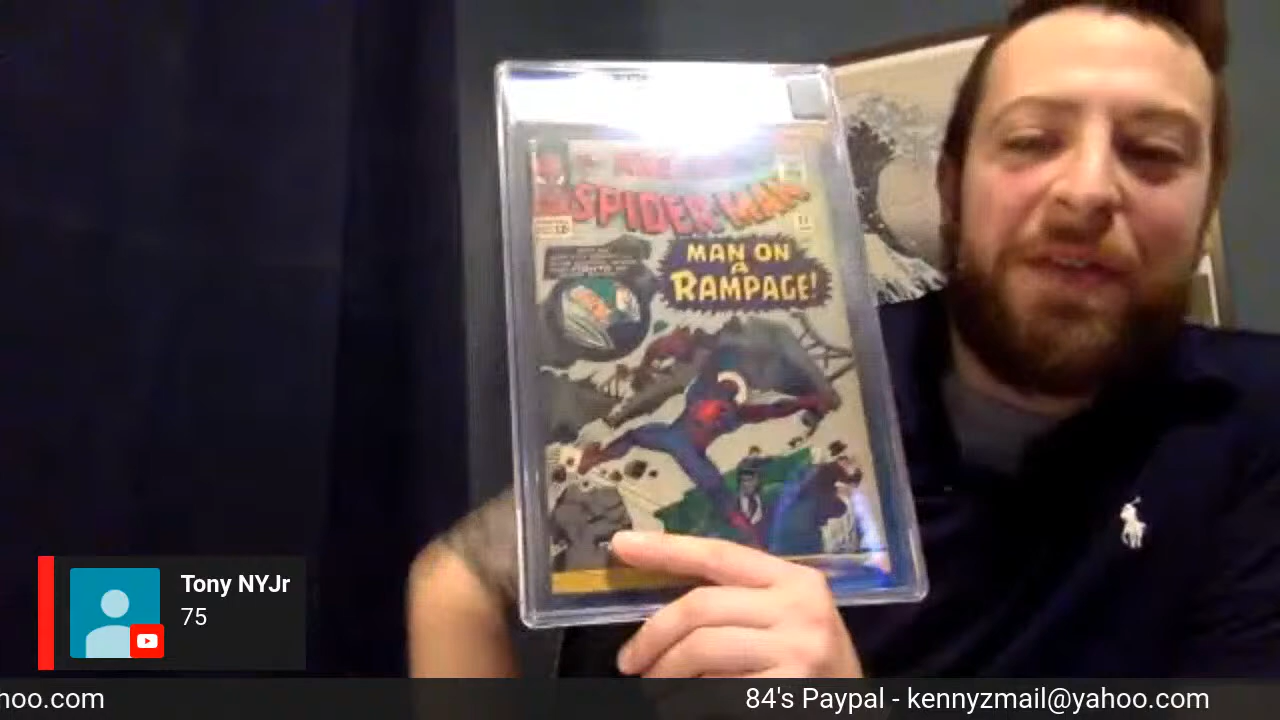 SPIDER-MAN
MAN ON
A
RAMPAGE!
Tony NYJr
75
hoo.com
84's Paypal - kennyzmail@yahoo.com